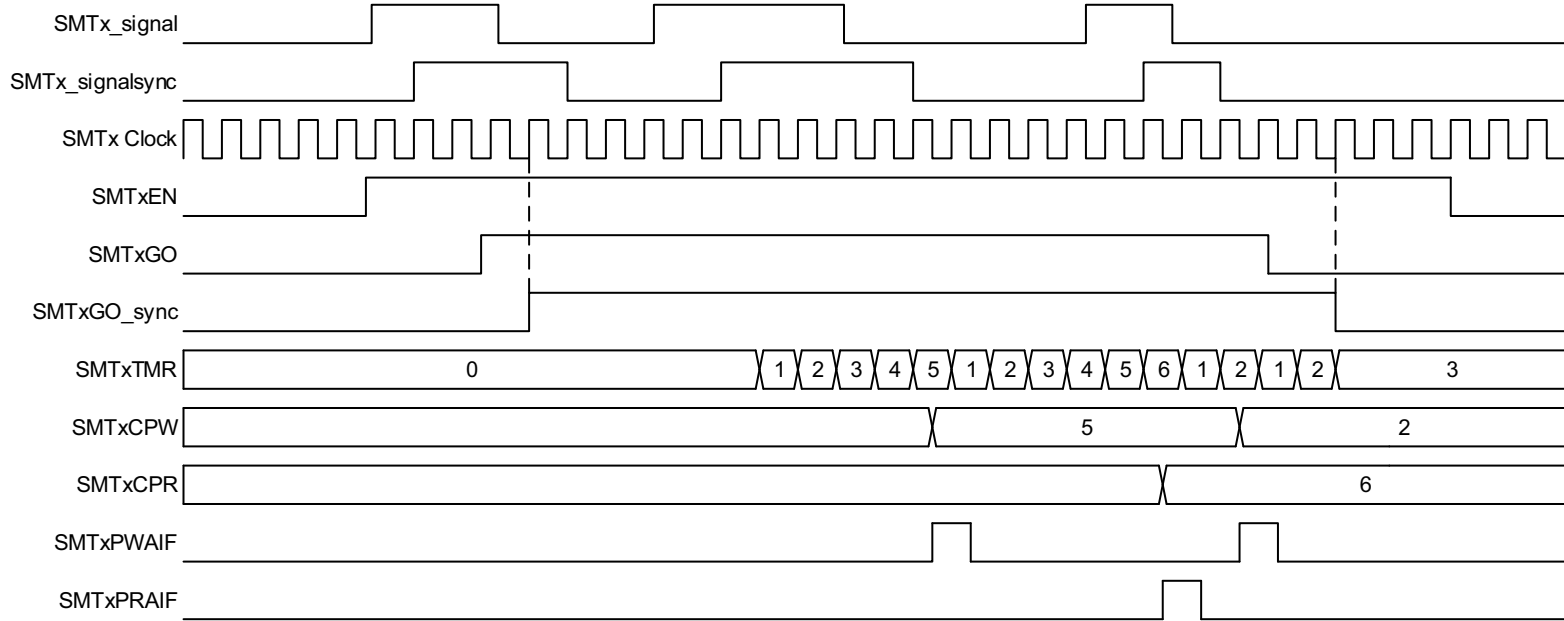 SMTx_signal
SMTx_signalsync
SMTx Clock
SMTxEN
SMTxGO
SMTxGO_sync
SMTxTMR 0 1 2 3 4 5 1 2 3 4 5 6 1 2 1 2 3
SMTxCPW 5 2
SMTxCPR 6
SMTxPWAIF
SMTxPRAIF